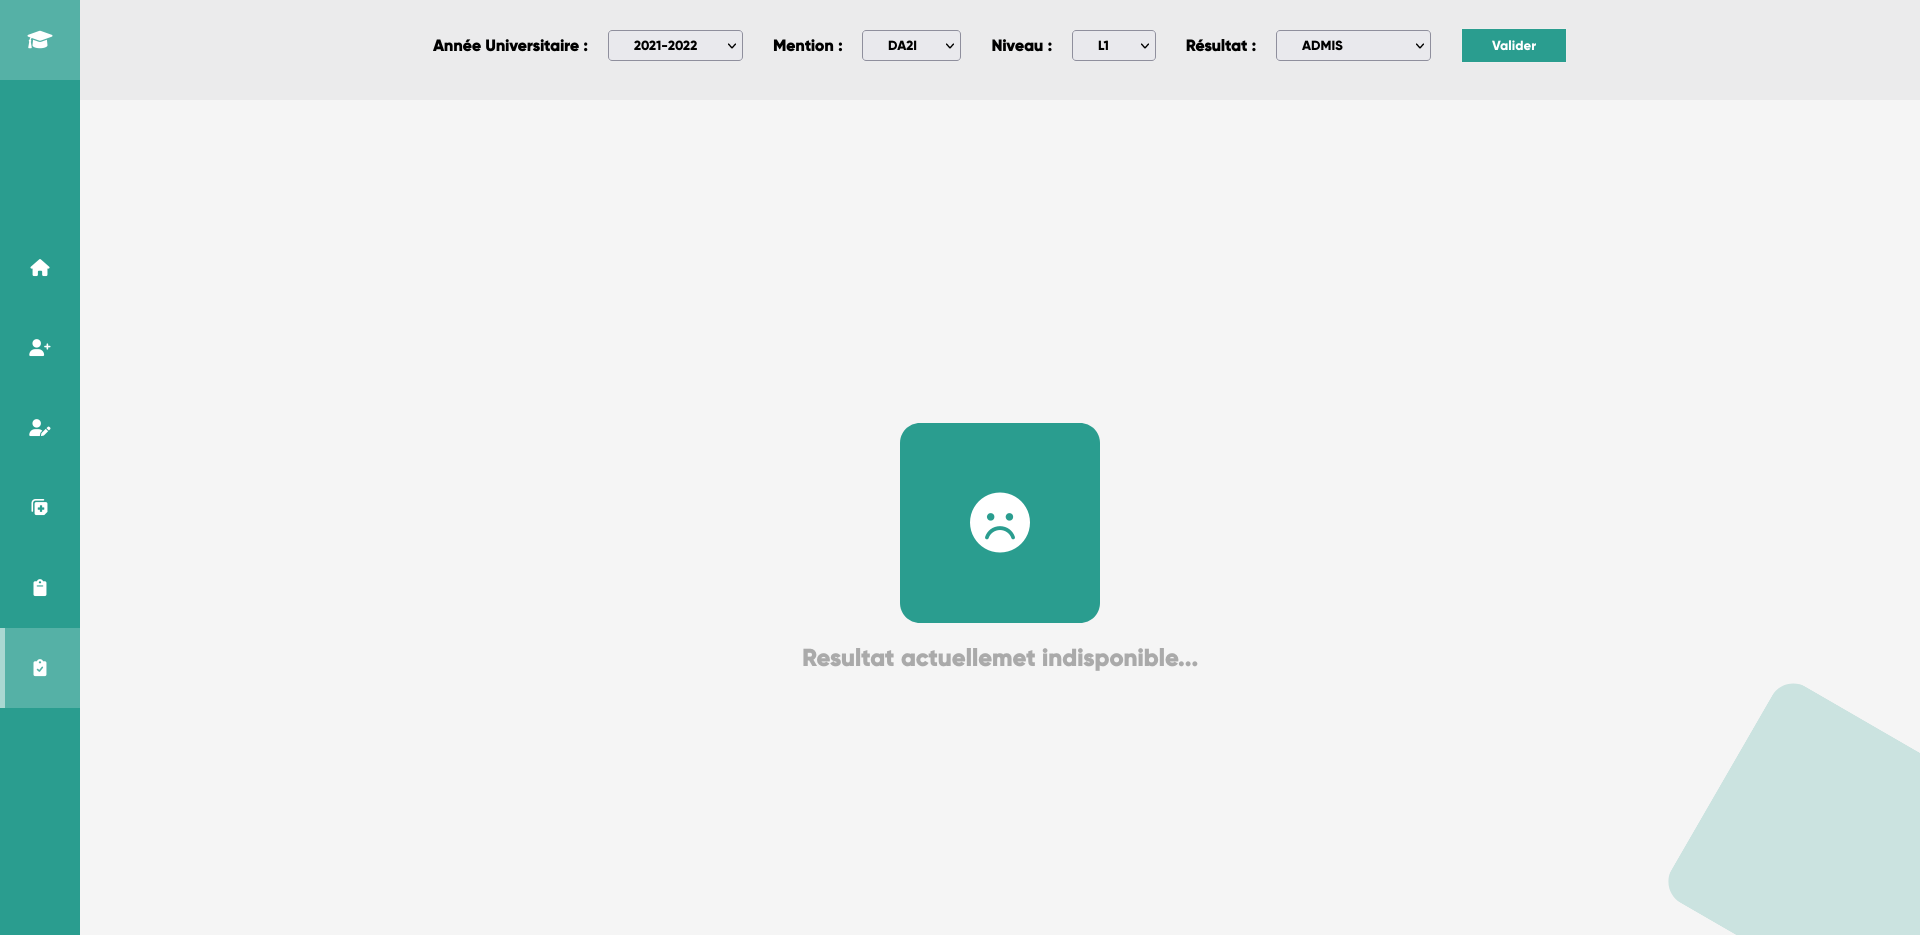 Année Universitaire : 2021-2022 Mention : DA2I Niveau : L1 Résultat : ADMIS Valider
Resultat actuellemet indisponible...